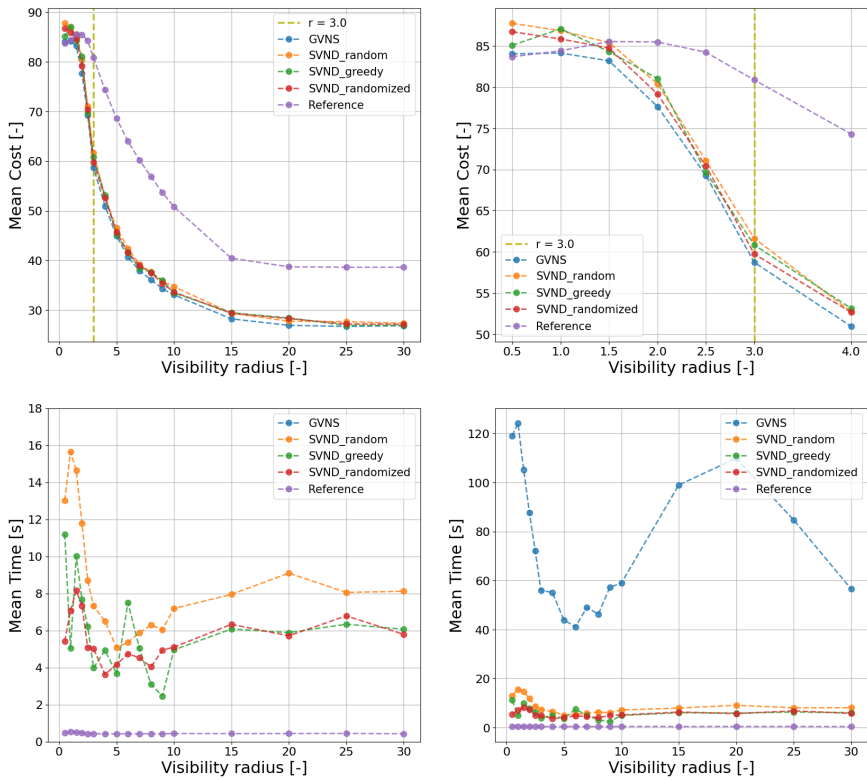 90
80
70
60
50
40
30
Mean Cost [-]
0
5
10
15
20
25
30
Visibility radius [-]
r = 3.0
GVNS
SVND_random
SVND_greedy
SVND_randomized
Reference
85
80
75
70
65
60
55
50
Mean Cost [-]
0.5
1.0
1.5
2.0
2.5
3.0
4.0
Visibility radius [-]
r = 3.0
GVNS
SVND_random
SVND_greedy
SVND_randomized
Reference
18
16
14
12
10
8
6
4
2
0
Mean Time [s]
0
5
10
15
20
25
30
Visibility radius [-]
GVNS
SVND_random
SVND_greedy
SVND_randomized
Reference
120
100
80
60
40
20
0
Mean Time [s]
0
5
10
15
20
25
30
Visibility radius [-]
GVNS
SVND_random
SVND_greedy
SVND_randomized
Reference